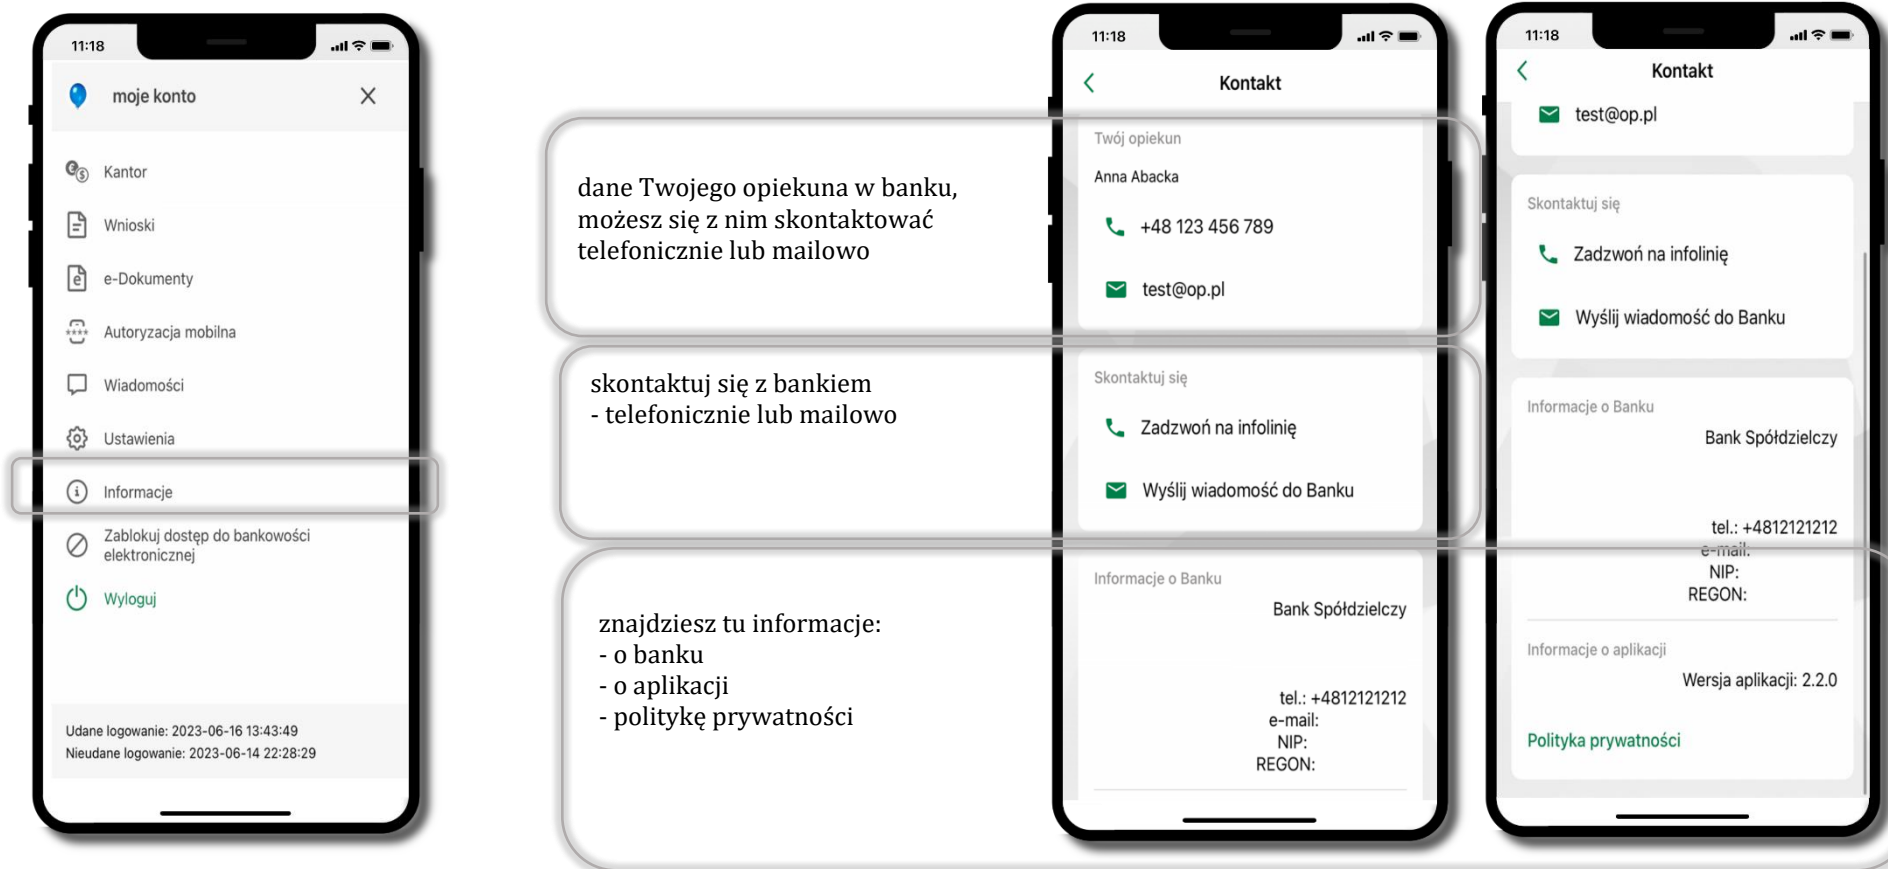 11:18
moje konto
Kantor
Wnioski
e-Dokumenty
Autoryzacja mobilna
Wiadomości
Ustawienia
Informacje
Zablokuj dostęp do bankowości
elektronicznej
Wyloguj
Udane logowanie: 2023-06-16 13:43:49
Nieudane logowanie: 2023-06-14 22:28:29
dane Twojego opiekuna w banku,
możesz się z nim skontaktować
telefonicznie lub mailowo
skontaktuj się z bankiem
- telefonicznie lub mailowo
znajdziesz tu informacje:
- o banku
- o aplikacji
- politykę prywatności
11:18
Kontakt
Twój opiekun
Anna Abacka
+48 123 456 789
test@op.pl
Skontaktuj się
Zadzwoń na infolinię
Wyślij wiadomość do Banku
Informacje o Banku
Bank Spółdzielczy
tel.: +4812121212
e-mail:
NIP:
REGON:
11:18
Kontakt
test@op.pl
Skontaktuj się
Zadzwoń na infolinię
Wyślij wiadomość do Banku
Informacje o Banku
Bank Spółdzielczy
tel.: +4812121212
e-mail:
NIP:
REGON:
Informacje o aplikacji
Wersja aplikacji: 2.2.0
Polityka prywatności